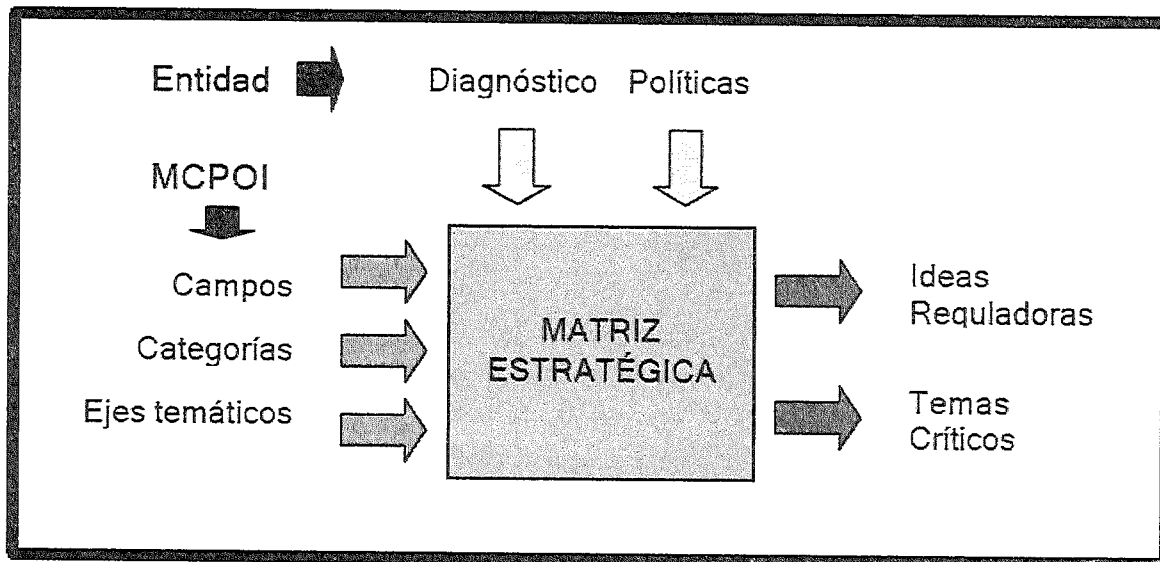 Entidad
Diagnóstico
Políticas
MCPOI
Campos
Categorías
Ejes temáticos
MATRIZ
ESTRATÉGICA
Ideas
Requladoras
Temas
Críticos